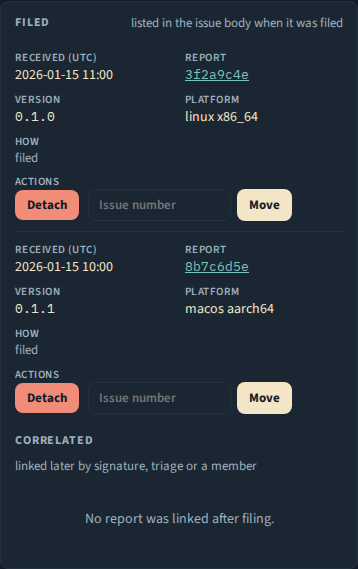 FILED listed in the issue body when it was filed
RECEIVED (UTC) REPORT
2026-01-15 11:00 3f2a9c4e
VERSION PLATFORM
0.1.0 linux x86_64
HOW
filed
ACTIONS
Detach Issue number Move
RECEIVED (UTC) REPORT
2026-01-15 10:00 8b7c6d5e
VERSION PLATFORM
0.1.1 macos aarch64
HOW
filed
ACTIONS
Detach Issue number Move
CORRELATED
linked later by signature, triage or a member
No report was linked after filing.